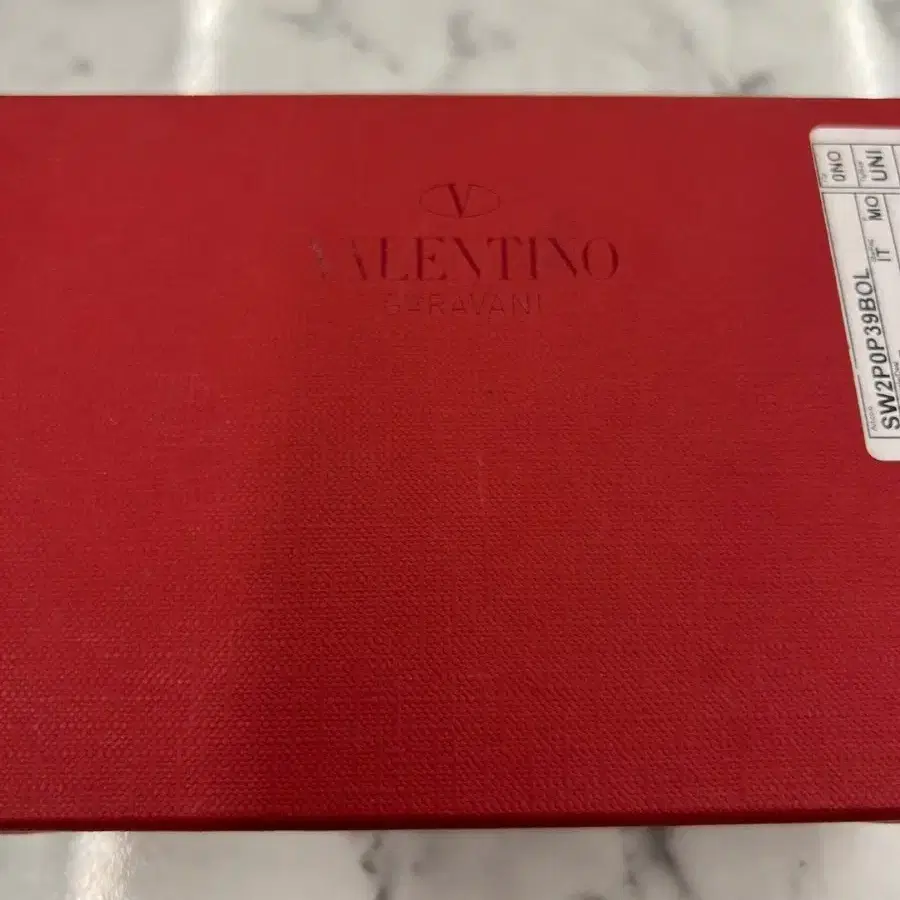 V
VALENTINO
GARAVANI
0NO
UNI
SW2P0P39BOL
IT
MO